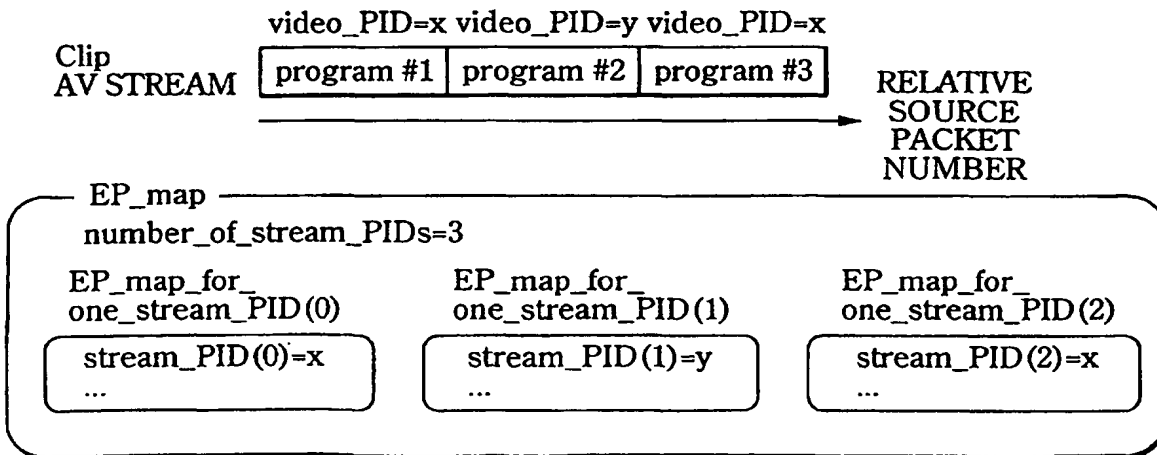 video_PID=x video_PID=y video_PID=x
Clip
AV STREAM
program #1 program #2 program #3
RELATIVE
SOURCE
PACKET
NUMBER
EP_map
number_of_stream_PIDs=3
EP_map_for_
one_stream_PID(0)
EP_map_for_
one_stream_PID(1)
EP_map_for_
one_stream_PID(2)
stream_PID(0)=x
...
stream_PID(1)=y
...
stream_PID(2)=x
...